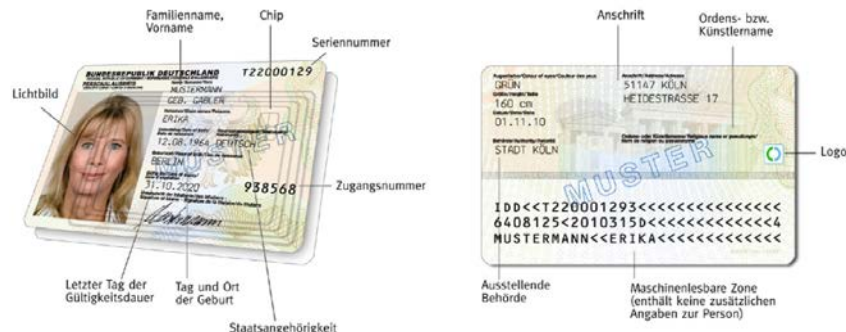 Familienname,
Vorname
Chip
Seriennummer
Lichtbild
BUNDESREPUBLIK DEUTSCHLAND
PERSONALAUSWEIS
T22000129
MUSTERMANN
GEB. GABLER
ERIKA
12.08.1964 DEUTSCH
BERLIN
31.10.2020
938568
MUSTER
Zugangsnummer
Letzter Tag der
Gültigkeitsdauer
Tag und Ort
der Geburt
Staatsangehörigkeit
Anschrift
Ordens- bzw.
Künstlername
GRÜN
160 cm
01.11.10
STADT KÖLN
51147 KÖLN
HEIDESTRASSE 17
MUSTER
Logo
IDD<<T220001293<<<<<<<<<<<<<<<
6408125<2010315D<<<<<<<<<<<<<4
MUSTERMANN<<ERIKA<<<<<<<<<<<<<
Ausstellende
Behörde
Maschinenlesbare Zone
(enthält keine zusätzlichen
Angaben zur Person)